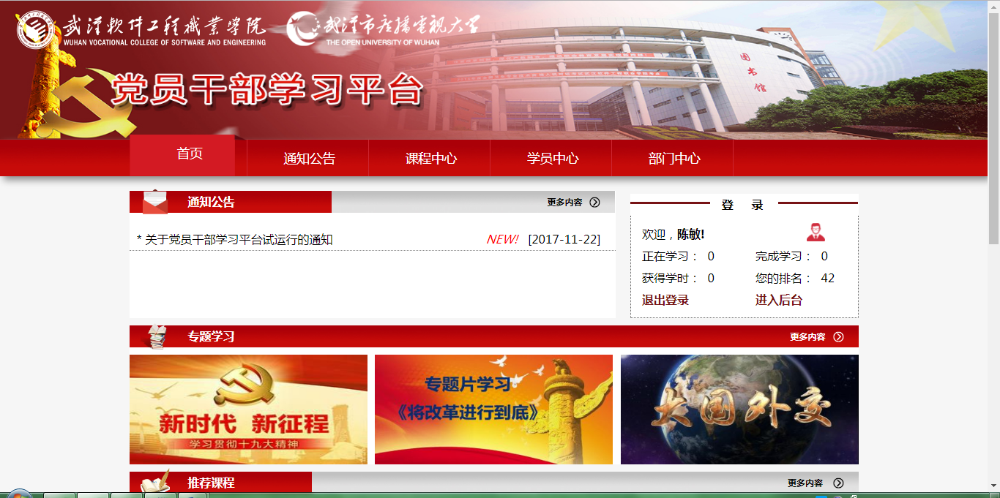 武汉软件工程职业学院 武汉市广播电视大学
WUHAN VOCATIONAL COLLEGE OF SOFTWARE AND ENGINEERING THE OPEN UNIVERSITY OF WUHAN
图书馆
党员干部学习平台
首页 通知公告 课程中心 学员中心 部门中心
通知公告 更多内容
* 关于党员干部学习平台试运行的通知 NEW! [2017-11-22]
登 录
欢迎，陈敏!
正在学习： 0 完成学习： 0
获得学时： 0 您的排名： 42
退出登录 进入后台
专题学习 更多内容
新时代 新征程
学习贯彻十九大精神
专题片学习
《将改革进行到底》
大国外交
推荐课程 更多内容